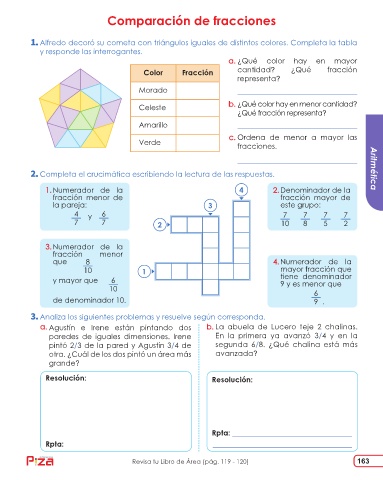 Comparación de fracciones
1. Alfredo decoró su cometa con triángulos iguales de distintos colores. Completa la tabla
y responde las interrogantes.
Color Fracción
Morado
Celeste
Amarillo
Verde
a. ¿Qué color hay en mayor
cantidad? ¿Qué fracción
representa?
b. ¿Qué color hay en menor cantidad?
¿Qué fracción representa?
c. Ordena de menor a mayor las
fracciones.
Aritmética
2. Completa el crucimática escribiendo la lectura de las respuestas.
1. Numerador de la
fracción menor de
la pareja:
4/7 y 6/7
3. Numerador de la
fracción menor
que 8/10
y mayor que 6/10
de denominador 10.
4
3
2
1
2. Denominador de la
fracción mayor de
este grupo:
7/10 7/8 7/5 7/2
4. Numerador de la
mayor fracción que
tiene denominador
9 y es menor que
6/9 .
3. Analiza los siguientes problemas y resuelve según corresponda.
a. Agustín e Irene están pintando dos
paredes de iguales dimensiones. Irene
pintó 2/3 de la pared y Agustín 3/4 de
otra. ¿Cuál de los dos pintó un área más
grande?
b. La abuela de Lucero teje 2 chalinas.
En la primera ya avanzó 3/4 y en la
segunda 6/8. ¿Qué chalina está más
avanzada?
Resolución:
Rpta:
Resolución:
Rpta:
Revisa tu Libro de Área (pág. 119 - 120)
163